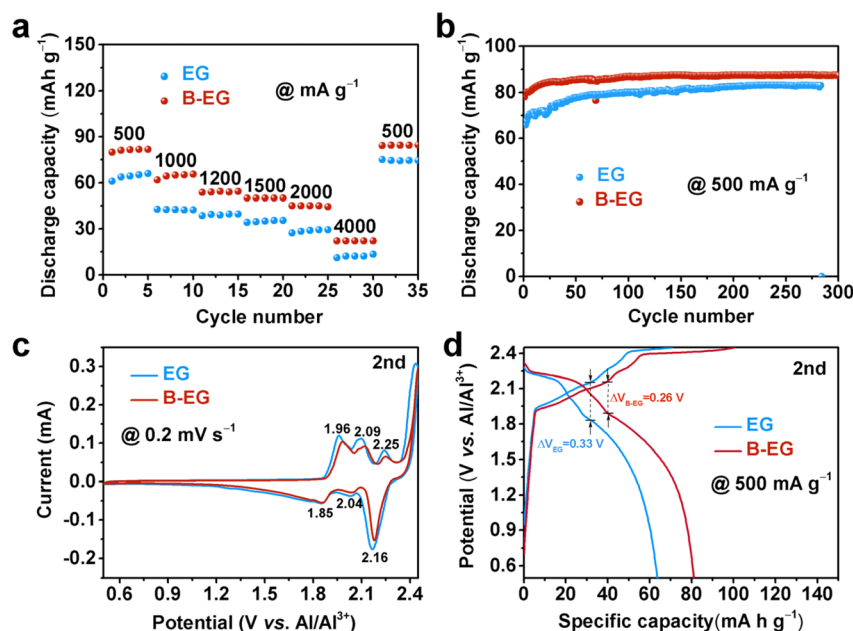 a
Discharge capacity (mAh g⁻¹)
150
120
90
60
30
0
EG
B-EG
@ mA g⁻¹
500
1000
1200
1500
2000
4000
500
0 5 10 15 20 25 30 35
Cycle number
b
Discharge capacity (mAh g⁻¹)
100
80
60
40
20
0
EG
B-EG
@ 500 mA g⁻¹
0 50 100 150 200 250 300
Cycle number
c
Current (mA)
0.3
0.2
0.1
0.0
-0.1
-0.2
2nd
EG
B-EG
@ 0.2 mV s⁻¹
1.96
2.09
2.25
1.85
2.04
2.16
0.6 0.9 1.2 1.5 1.8 2.1 2.4
Potential (V vs. Al/Al³⁺)
d
Potential (V vs. Al/Al³⁺)
2.4
2.1
1.8
1.5
1.2
0.9
0.6
2nd
ΔV_B-EG=0.26 V
ΔV_EG=0.33 V
EG
B-EG
@ 500 mA g⁻¹
0 20 40 60 80 100 120 140
Specific capacity(mA h g⁻¹)